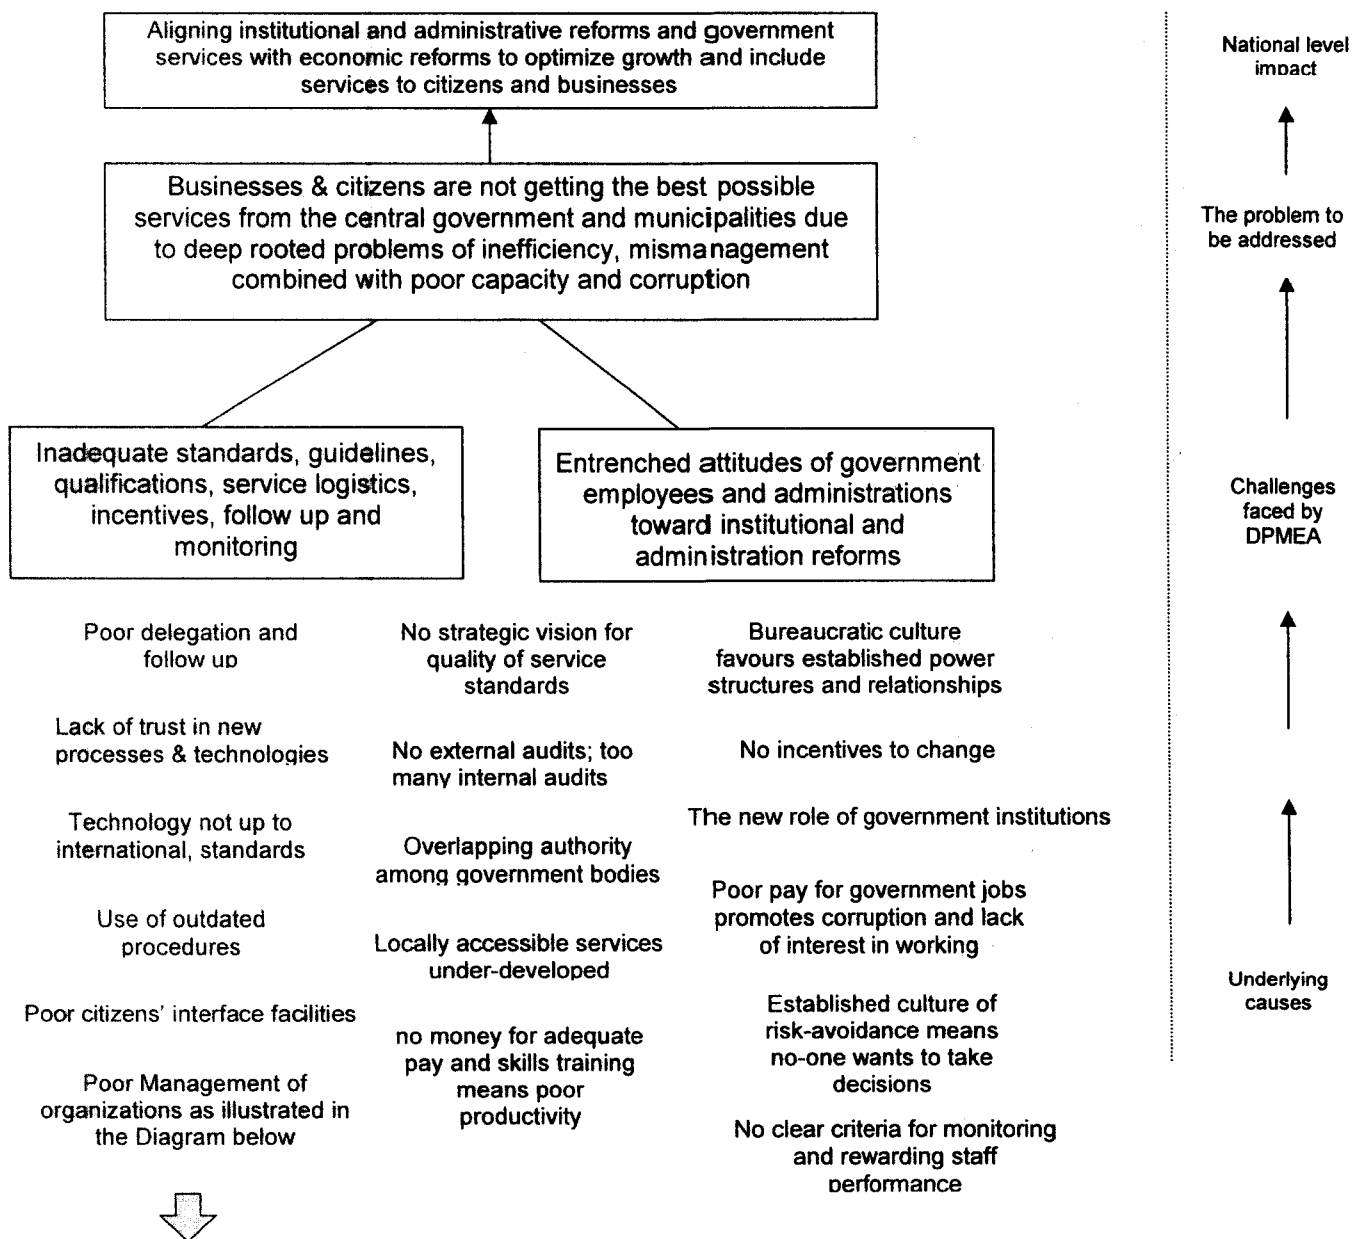 Aligning institutional and administrative reforms and government
services with economic reforms to optimize growth and include
services to citizens and businesses
National level
impact
Businesses & citizens are not getting the best possible
services from the central government and municipalities due
to deep rooted problems of inefficiency, mismanagement
combined with poor capacity and corruption
The problem to
be addressed
Inadequate standards, guidelines,
qualifications, service logistics,
incentives, follow up and
monitoring
Entrenched attitudes of government
employees and administrations
toward institutional and
administration reforms
Challenges
faced by
DPMEA
Poor delegation and
follow up
Lack of trust in new
processes & technologies
Technology not up to
international, standards
Use of outdated
procedures
Poor citizens' interface facilities
Poor Management of
organizations as illustrated in
the Diagram below
No strategic vision for
quality of service
standards
No external audits; too
many internal audits
Overlapping authority
among government bodies
Locally accessible services
under-developed
no money for adequate
pay and skills training
means poor
productivity
Bureaucratic culture
favours established power
structures and relationships
No incentives to change
The new role of government institutions
Poor pay for government jobs
promotes corruption and lack
of interest in working
Established culture of
risk-avoidance means
no-one wants to take
decisions
No clear criteria for monitoring
and rewarding staff
performance
Underlying
causes